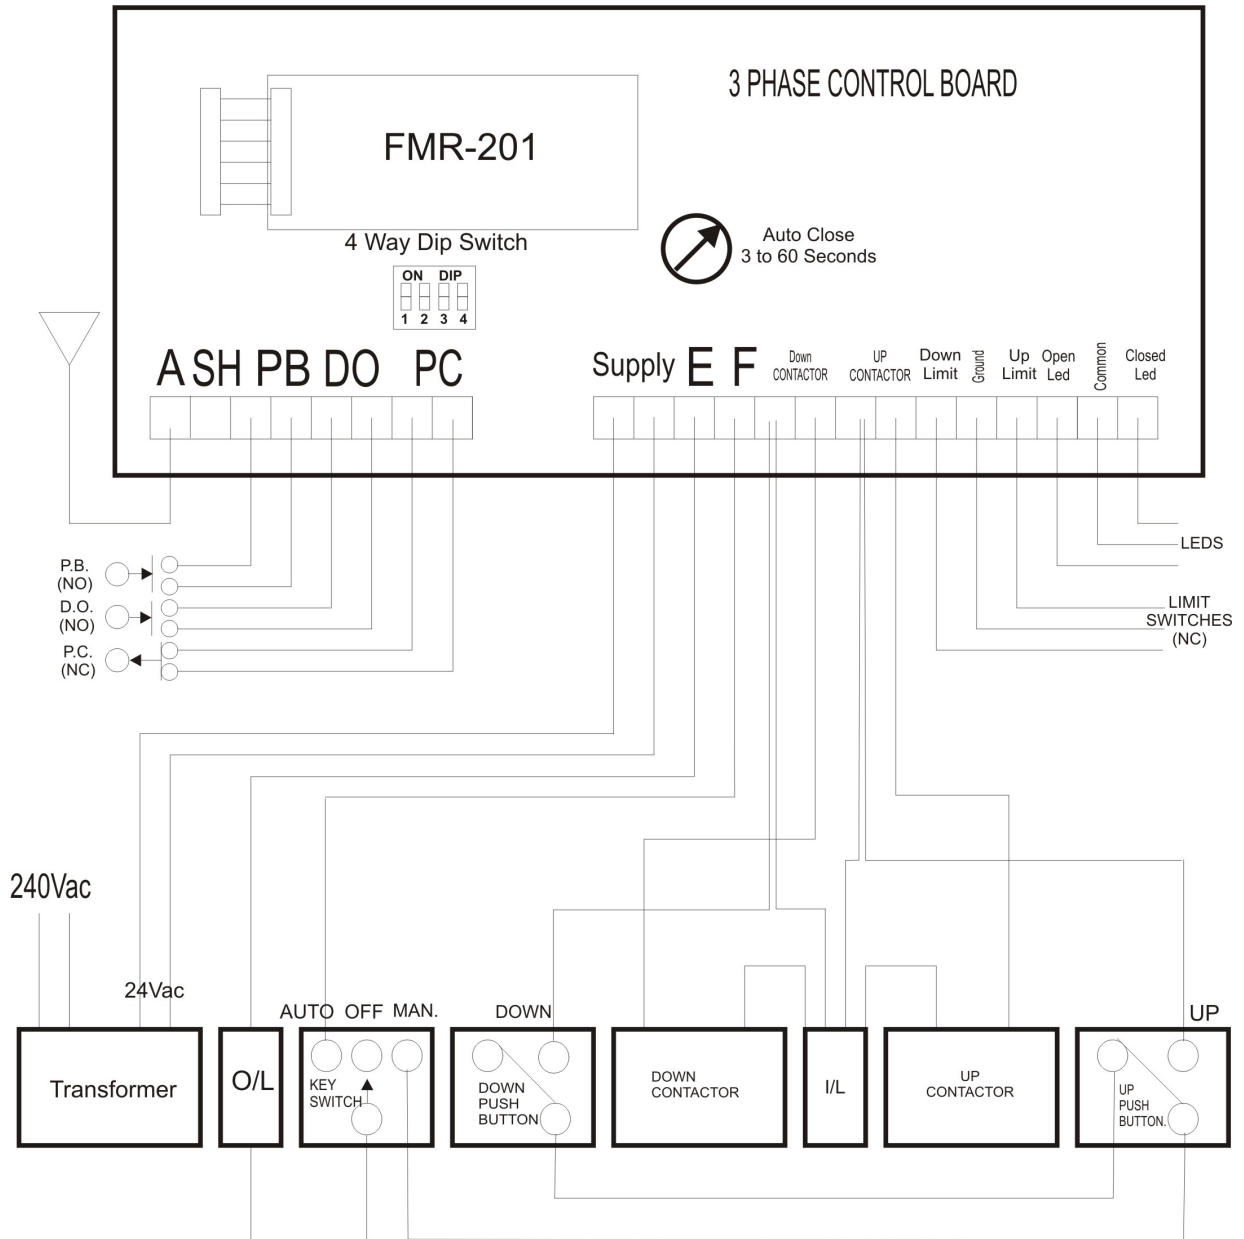 3 PHASE CONTROL BOARD
FMR-201
4 Way Dip Switch
Auto Close
3 to 60 Seconds
ON DIP
1 2 3 4
A SH PB DO PC
Supply E F
Down
CONTACTOR
UP
CONTACTOR
Down
Limit
Ground
Up
Limit
Open
Led
Common
Closed
Led
P.B.
(NO)
D.O.
(NO)
P.C.
(NC)
LEDS
LIMIT
SWITCHES
(NC)
240Vac
24Vac
AUTO OFF MAN.
DOWN
UP
Transformer
O/L
KEY
SWITCH
DOWN
PUSH
BUTTON
DOWN
CONTACTOR
I/L
UP
CONTACTOR
UP
PUSH
BUTTON.